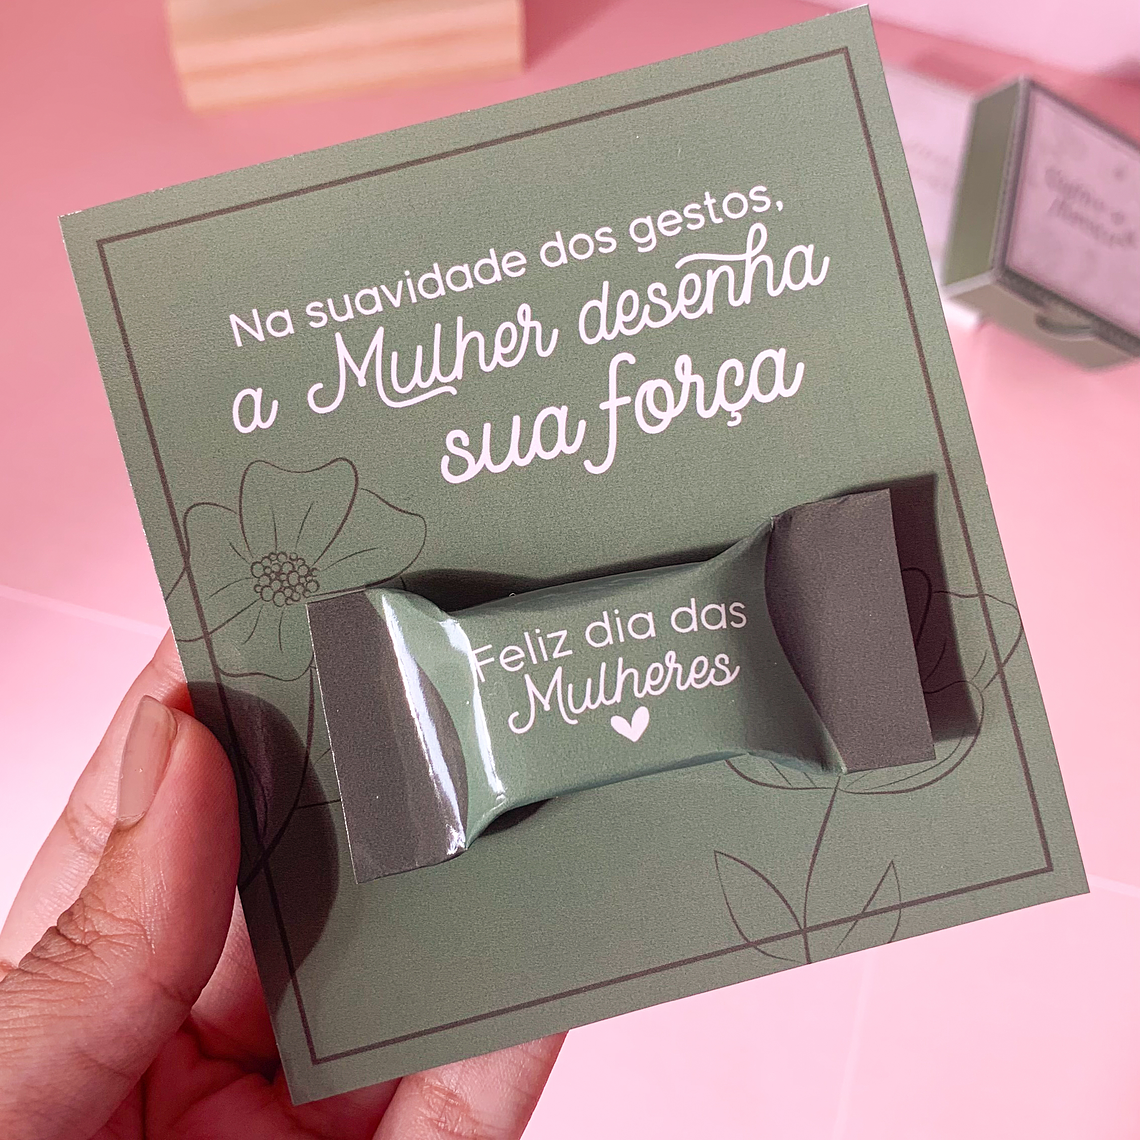 Na suavidade dos gestos,
a Mulher desenha
sua força
Feliz dia das
Mulheres